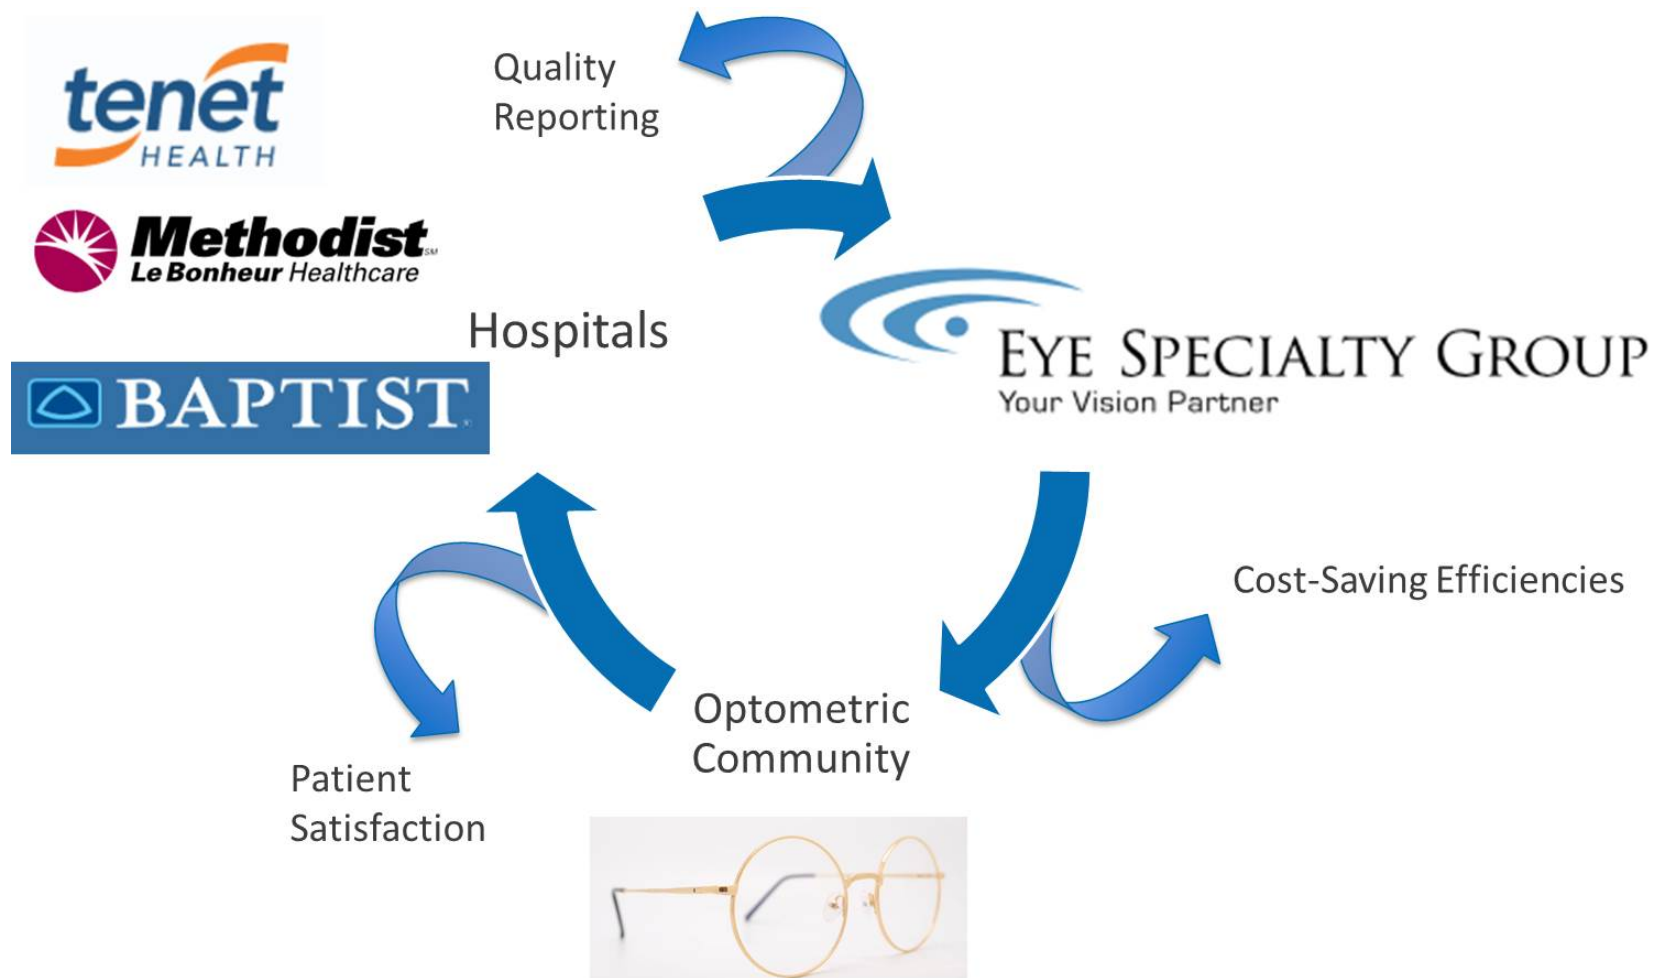 tenet
HEALTH
Methodist
SM
Le Bonheur Healthcare
Hospitals
BAPTIST
Quality
Reporting
EYE SPECIALTY GROUP
Your Vision Partner
Cost-Saving Efficiencies
Optometric
Community
Patient
Satisfaction